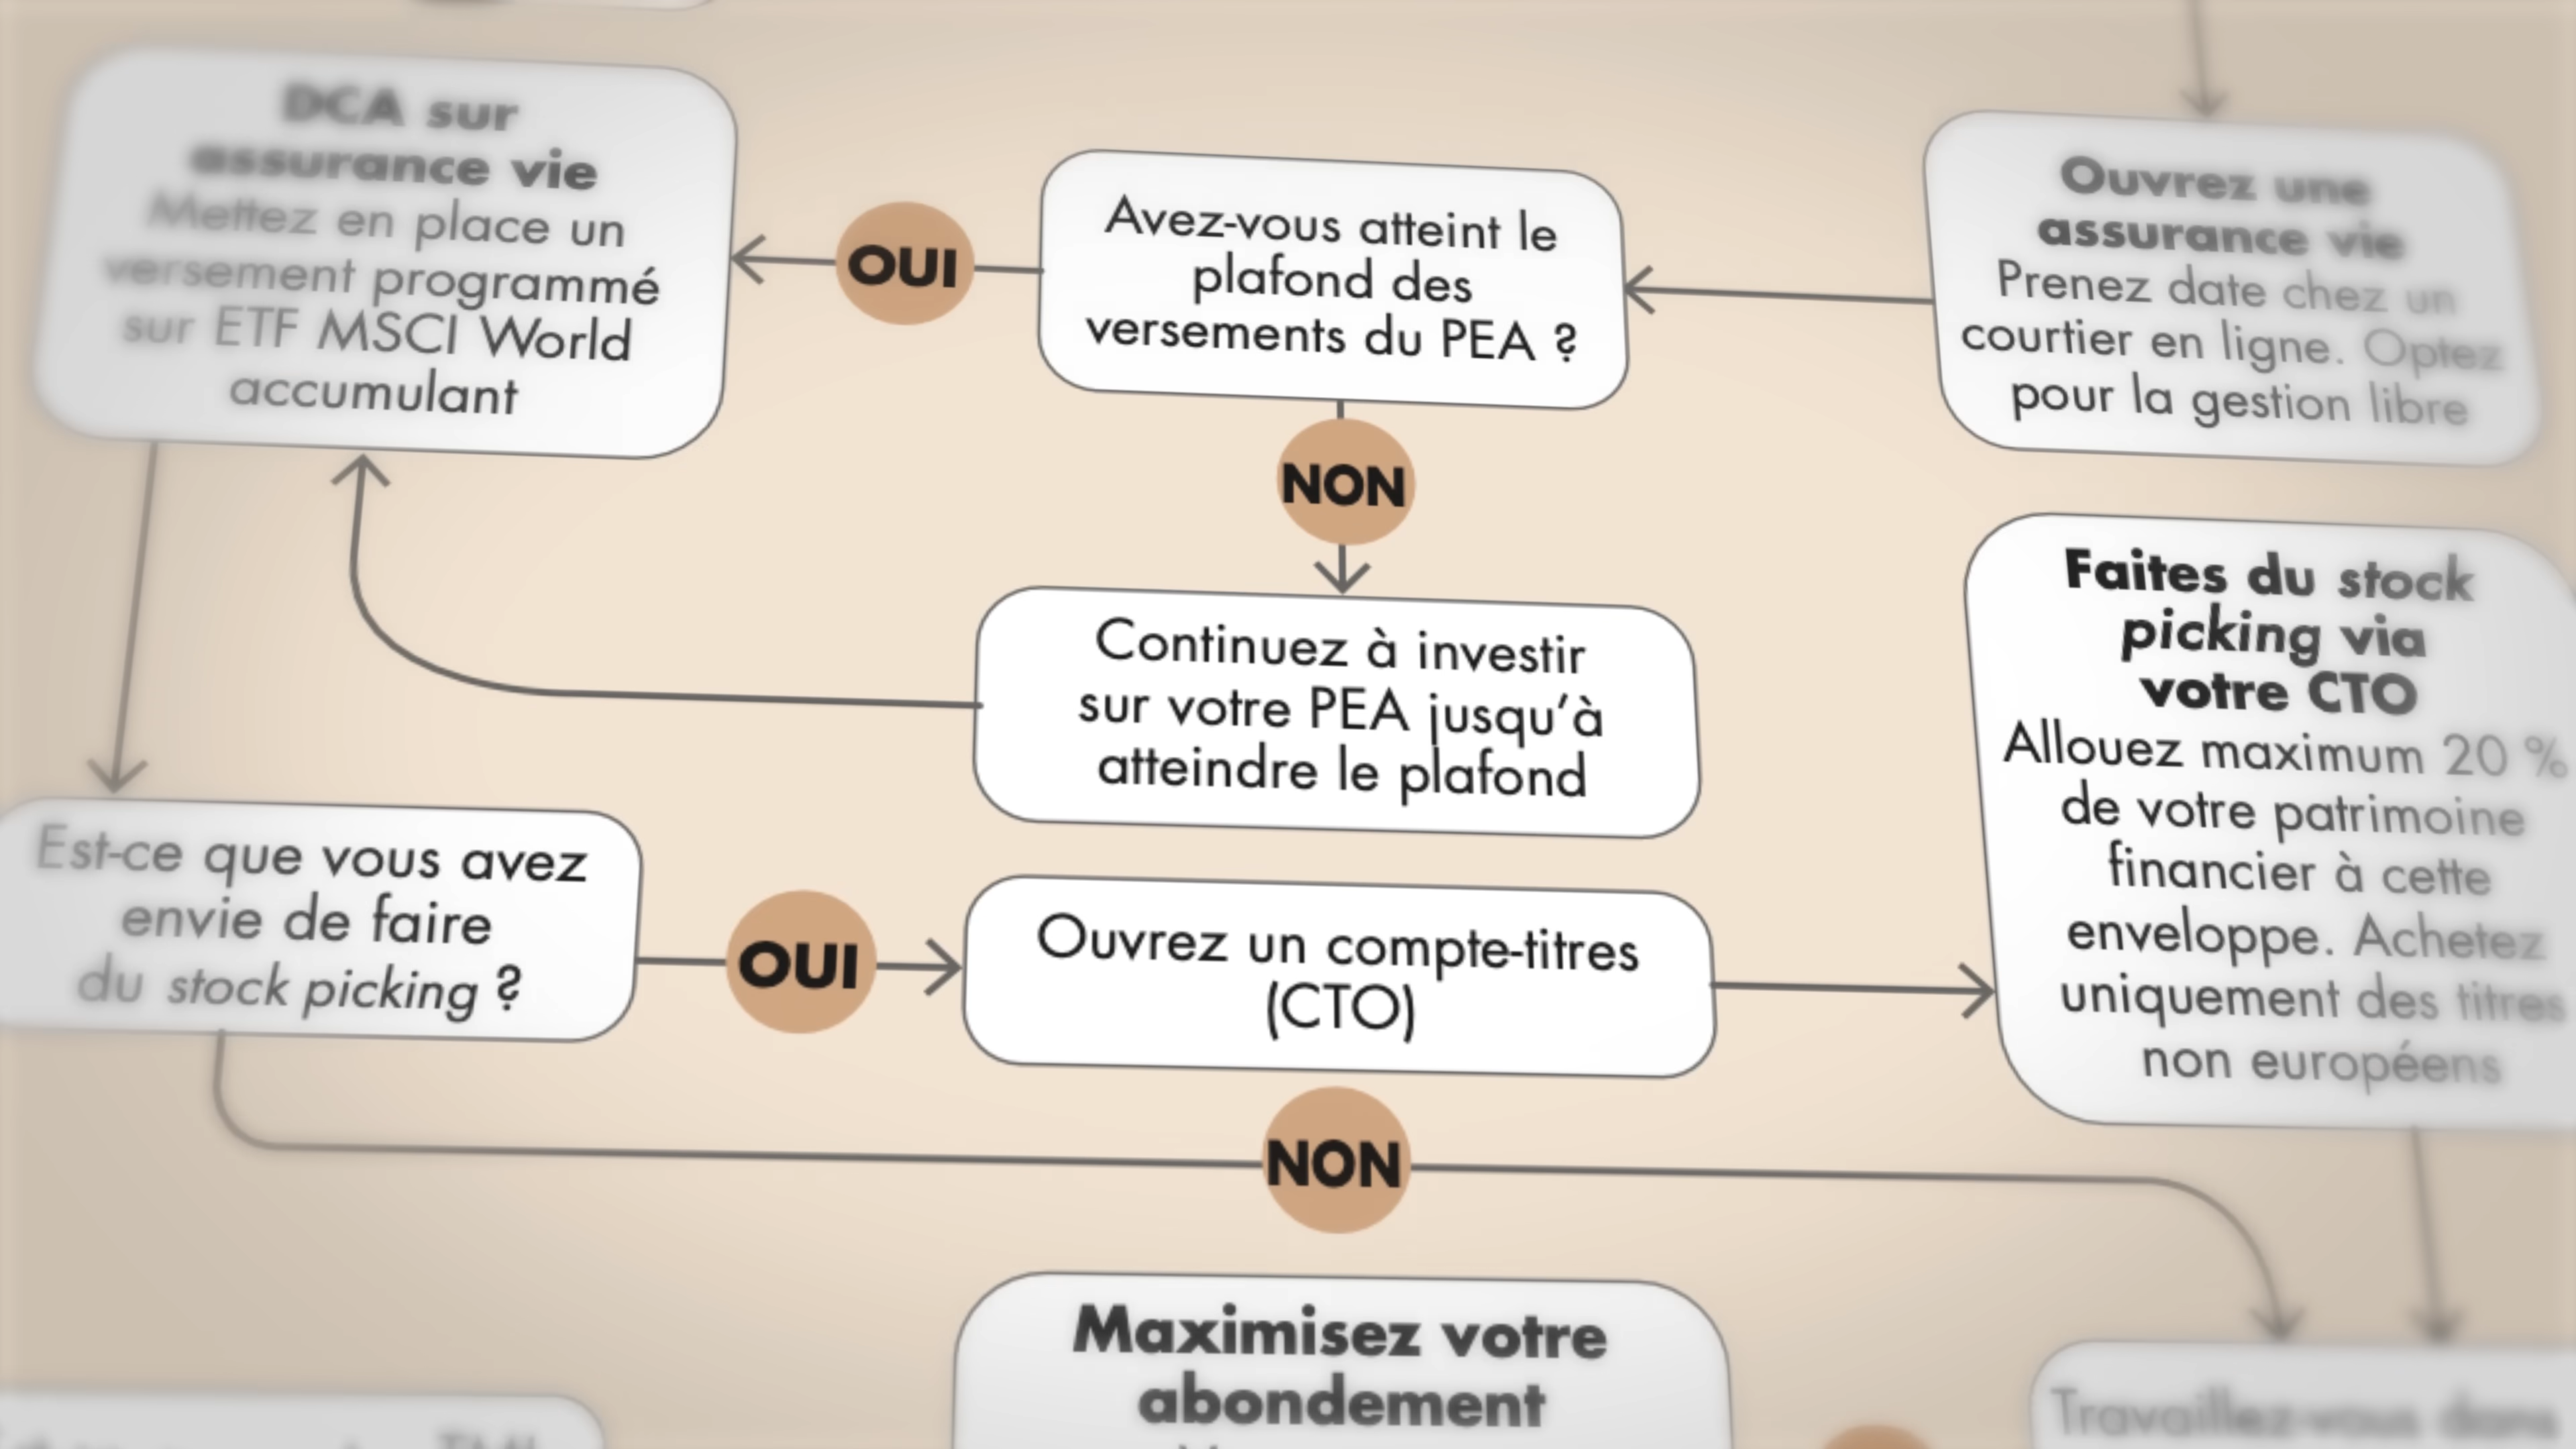 DCA sur
assurance vie
Mettez en place un
versement programmé
sur ETF MSCI World
accumulant
OUI
Avez-vous atteint le
plafond des
versements du PEA ?
Ouvrez une
assurance vie
Prenez date chez un
courtier en ligne. Optez
pour la gestion libre
NON
Continuez à investir
sur votre PEA jusqu’à
atteindre le plafond
Est-ce que vous avez
envie de faire
du stock picking ?
OUI
Ouvrez un compte-titres
(CTO)
Faites du stock
picking via
votre CTO
Allouez maximum 20 %
de votre patrimoine
financier à cette
enveloppe. Achetez
uniquement des titres
non européens
NON
Maximisez votre
abondement
Travaillez-vous dans
TMI